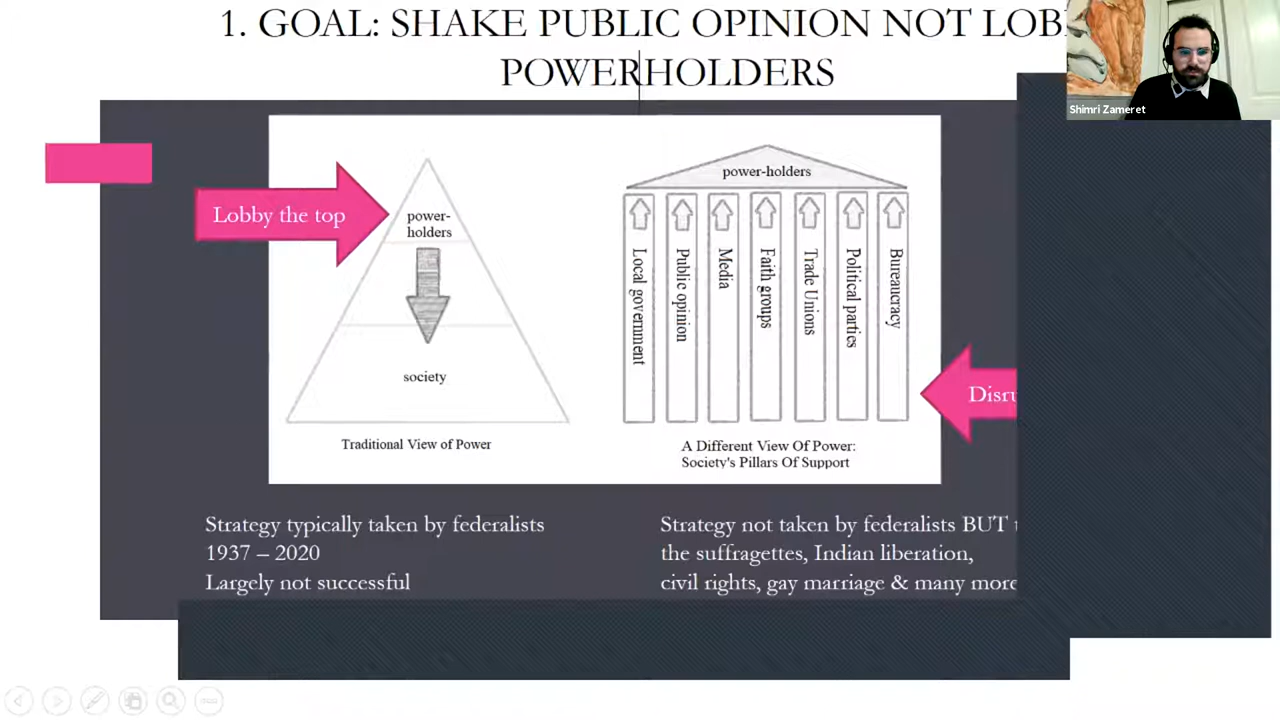 1. GOAL: SHAKE PUBLIC OPINION NOT LOB
POWERHOLDERS
Shimri Zameret
Lobby the top
power-
holders
society
Traditional View of Power
power-holders
Local government
Public opinion
Media
Faith groups
Trade Unions
Political parties
Bureaucracy
Disru
A Different View Of Power:
Society's Pillars Of Support
Strategy typically taken by federalists
1937 – 2020
Largely not successful
Strategy not taken by federalists BUT
the suffragettes, Indian liberation,
civil rights, gay marriage & many more